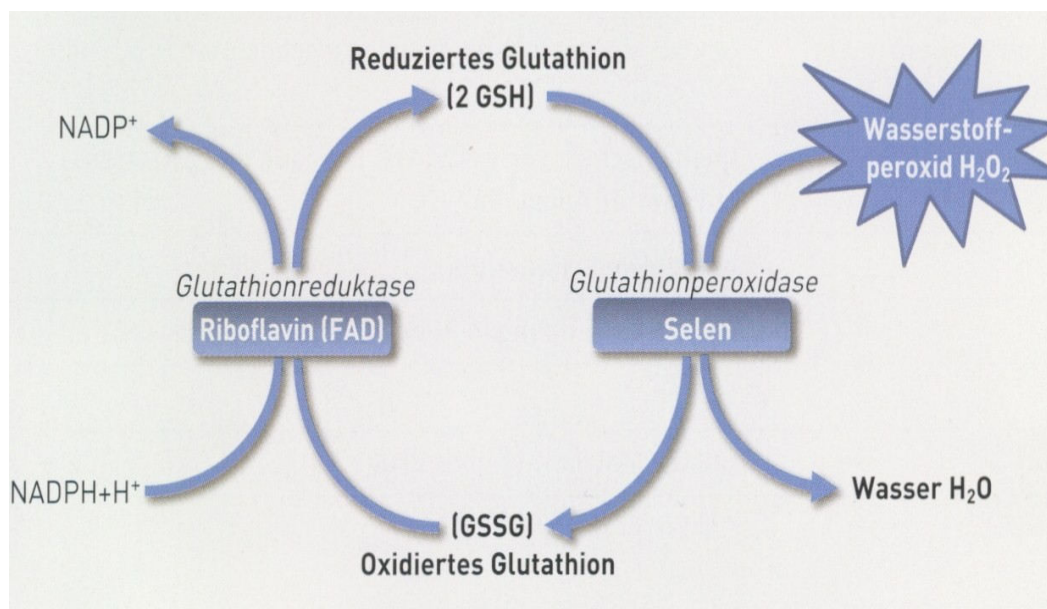 Reduziertes Glutathion
(2 GSH)
NADP⁺
Wasserstoff-
peroxid H₂O₂
Glutathionreduktase
Riboflavin (FAD)
Glutathionperoxidase
Selen
NADPH+H⁺
Wasser H₂O
(GSSG)
Oxidiertes Glutathion